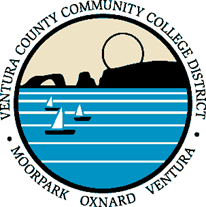 VENTURA COUNTY COMMUNITY COLLEGE DISTRICT
• MOORPARK OXNARD VENTURA •